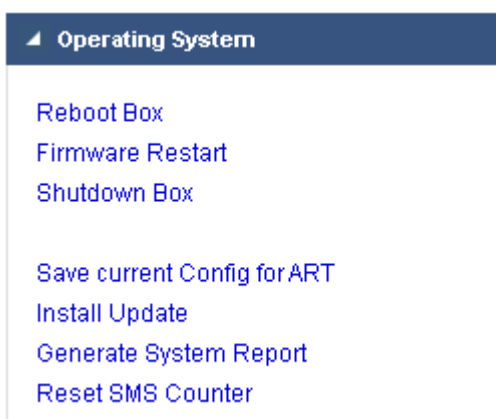 Operating System
Reboot Box
Firmware Restart
Shutdown Box
Save current Config for ART
Install Update
Generate System Report
Reset SMS Counter